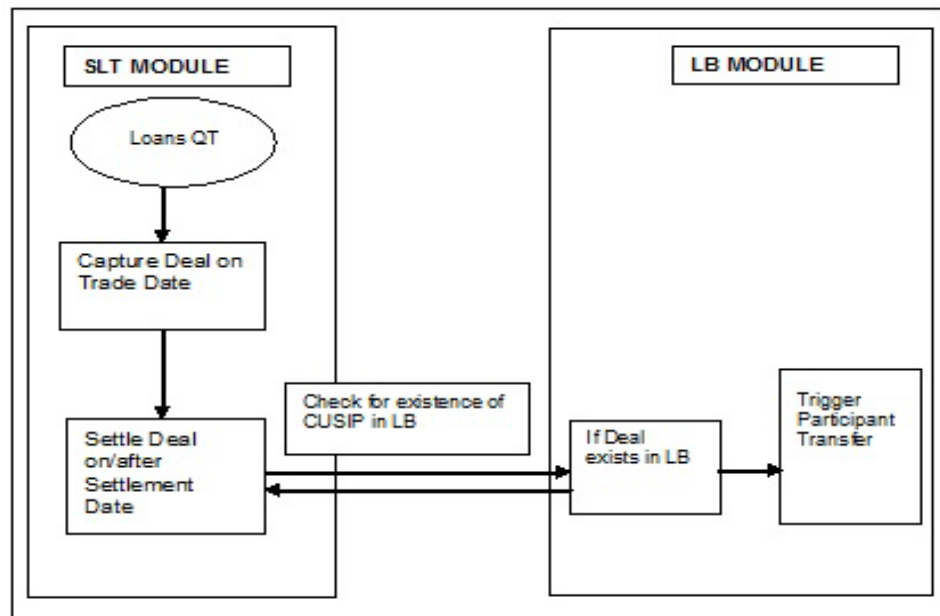 SLT MODULE
LB MODULE
Loans QT
Capture Deal on
Trade Date
Check for existence of
CUSIP in LB
Settle Deal
on/after
Settlement
Date
If Deal
exists in LB
Trigger
Participant
Transfer